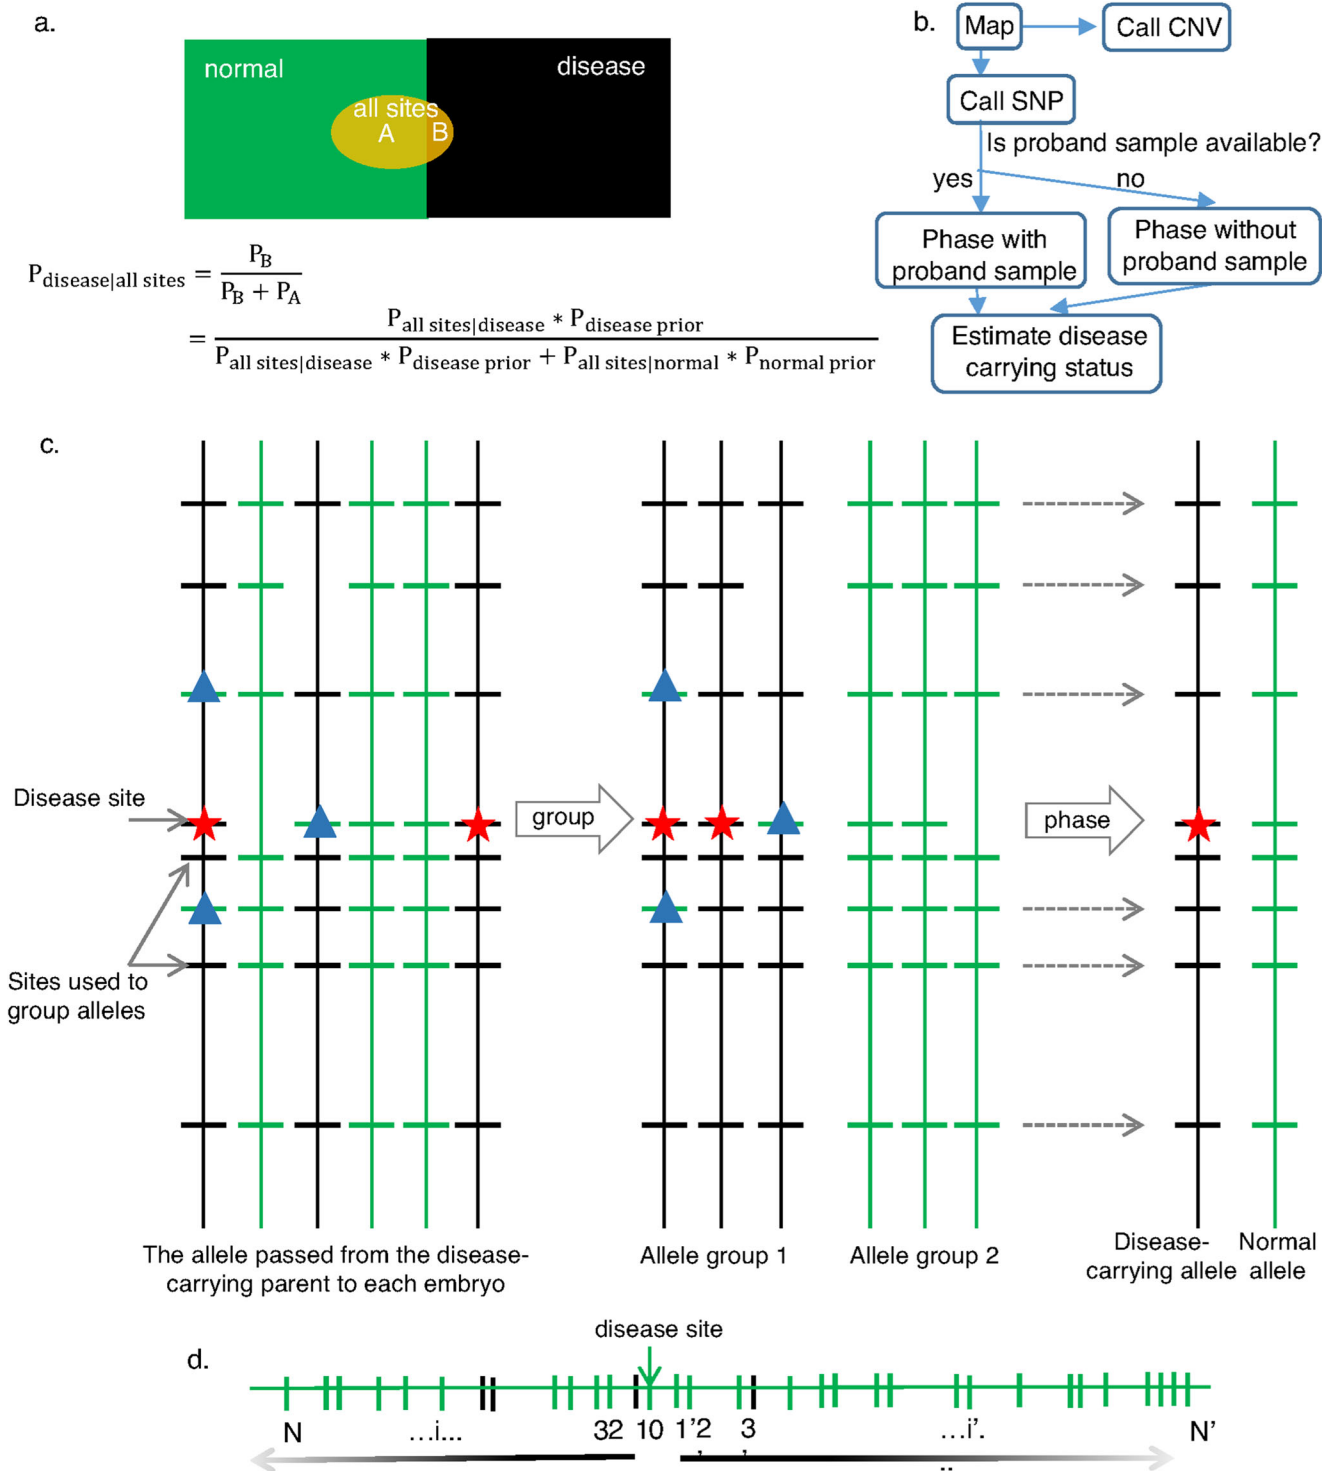 a.
normal
disease
all sites
A
B
P_disease|all sites = P_B / (P_B + P_A)
= (P_all sites|disease * P_disease prior) / (P_all sites|disease * P_disease prior + P_all sites|normal * P_normal prior)
b.
Map
Call CNV
Call SNP
Is proband sample available?
yes
no
Phase with
proband sample
Phase without
proband sample
Estimate disease
carrying status
c.
Disease site
group
phase
Sites used to
group alleles
The allele passed from the disease-
carrying parent to each embryo
Allele group 1
Allele group 2
Disease-
carrying allele
Normal
allele
disease site
d.
N ...i... 32 10 1’2’ 3’ ...i’. N’